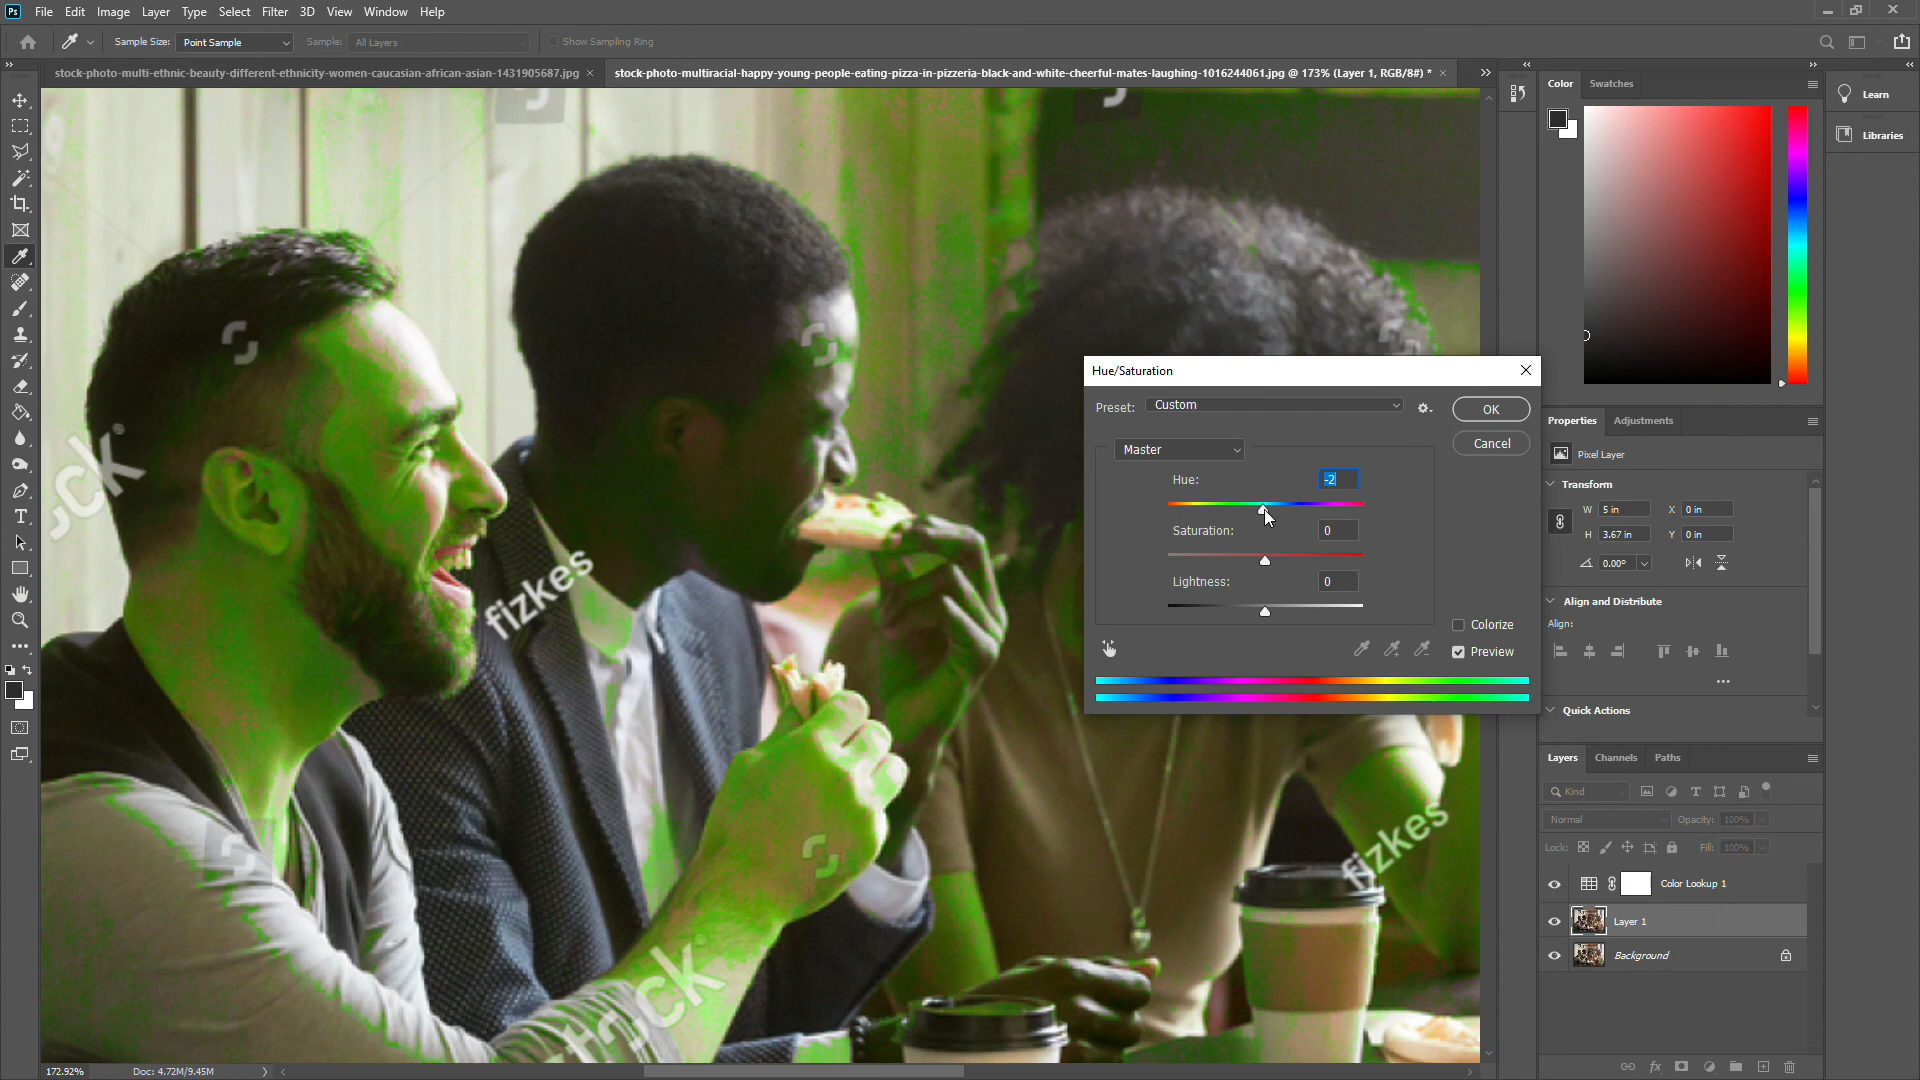 Ps File Edit Image Layer Type Select Filter 3D View Window Help
Sample Size: Point Sample Sample: All Layers Show Sampling Ring
stock-photo-multi-ethnic-beauty-different-ethnicity-women-caucasian-african-asian-1431905687.jpg × stock-photo-multiracial-happy-young-people-eating-pizza-in-pizzeria-black-and-white-cheerful-mates-laughing-1016244061.jpg @ 173% (Layer 1, RGB/8#) * ×
Color Swatches
Learn
Libraries
Hue/Saturation
Preset: Custom
OK
Cancel
Master
Hue: -2
Saturation: 0
Lightness: 0
Colorize
Preview
Properties Adjustments
Pixel Layer
Transform
W 5 in X 0 in
H 3.67 in Y 0 in
0.00°
Align and Distribute
Align:
Quick Actions
Layers Channels Paths
Kind
Normal Opacity: 100%
Lock: Fill: 100%
Color Lookup 1
Layer 1
Background
fizkes
fizkes
ock
stock
172.92% Doc: 4.72M/9.45M